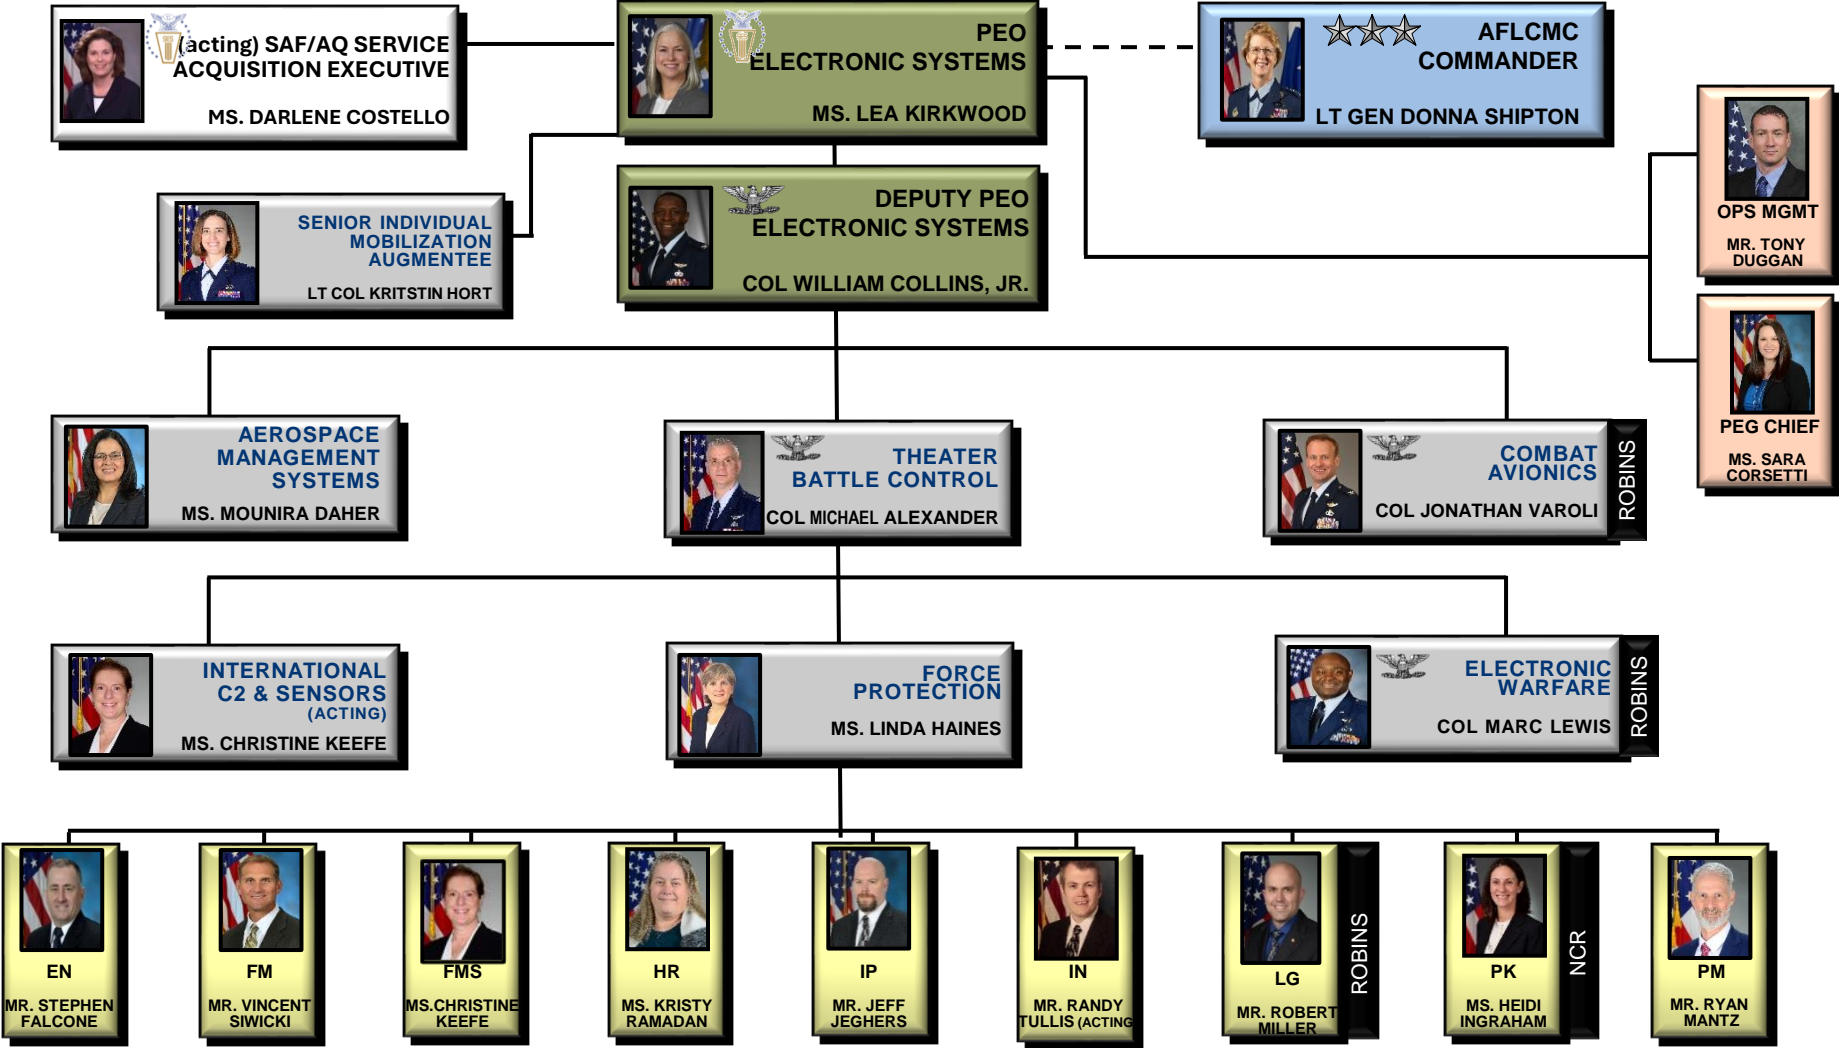 (acting) SAF/AQ SERVICE
ACQUISITION EXECUTIVE
MS. DARLENE COSTELLO
PEO
ELECTRONIC SYSTEMS
MS. LEA KIRKWOOD
AFLCMC
COMMANDER
LT GEN DONNA SHIPTON
OPS MGMT
MR. TONY
DUGGAN
SENIOR INDIVIDUAL
MOBILIZATION
AUGMENTEE
LT COL KRITSTIN HORT
DEPUTY PEO
ELECTRONIC SYSTEMS
COL WILLIAM COLLINS, JR.
PEG CHIEF
MS. SARA
CORSETTI
AEROSPACE
MANAGEMENT
SYSTEMS
MS. MOUNIRA DAHER
THEATER
BATTLE CONTROL
COL MICHAEL ALEXANDER
COMBAT
AVIONICS
COL JONATHAN VAROLI
ROBINS
INTERNATIONAL
C2 & SENSORS
(ACTING)
MS. CHRISTINE KEEFE
FORCE
PROTECTION
MS. LINDA HAINES
ELECTRONIC
WARFARE
COL MARC LEWIS
ROBINS
EN
MR. STEPHEN
FALCONE
FM
MR. VINCENT
SIWICKI
FMS
MS.CHRISTINE
KEEFE
HR
MS. KRISTY
RAMADAN
IP
MR. JEFF
JEGHERS
IN
MR. RANDY
TULLIS (ACTING
LG
MR. ROBERT
MILLER
ROBINS
PK
MS. HEIDI
INGRAHAM
NCR
PM
MR. RYAN
MANTZ